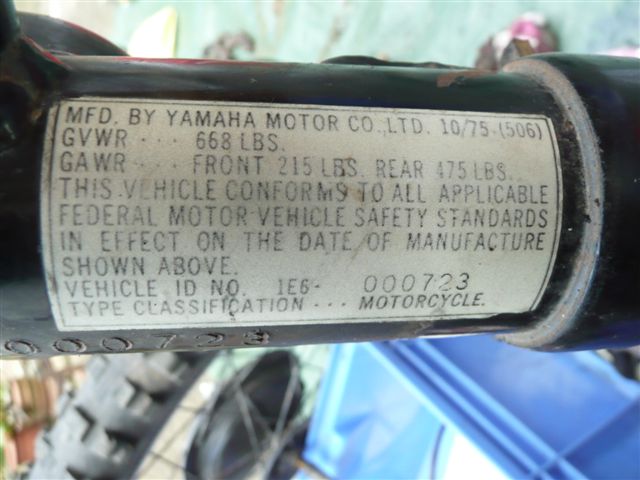 MFD. BY YAMAHA MOTOR CO., LTD. 10/75 (506)
GVWR ··· 668 LBS.
GAWR ··· FRONT 215 LBS. REAR 475 LBS.
THIS VEHICLE CONFORMS TO ALL APPLICABLE
FEDERAL MOTOR VEHICLE SAFETY STANDARDS
IN EFFECT ON THE DATE OF MANUFACTURE
SHOWN ABOVE.
VEHICLE ID NO. 1E6- 000723
TYPE CLASSIFICATION ··· MOTORCYCLE.
000723